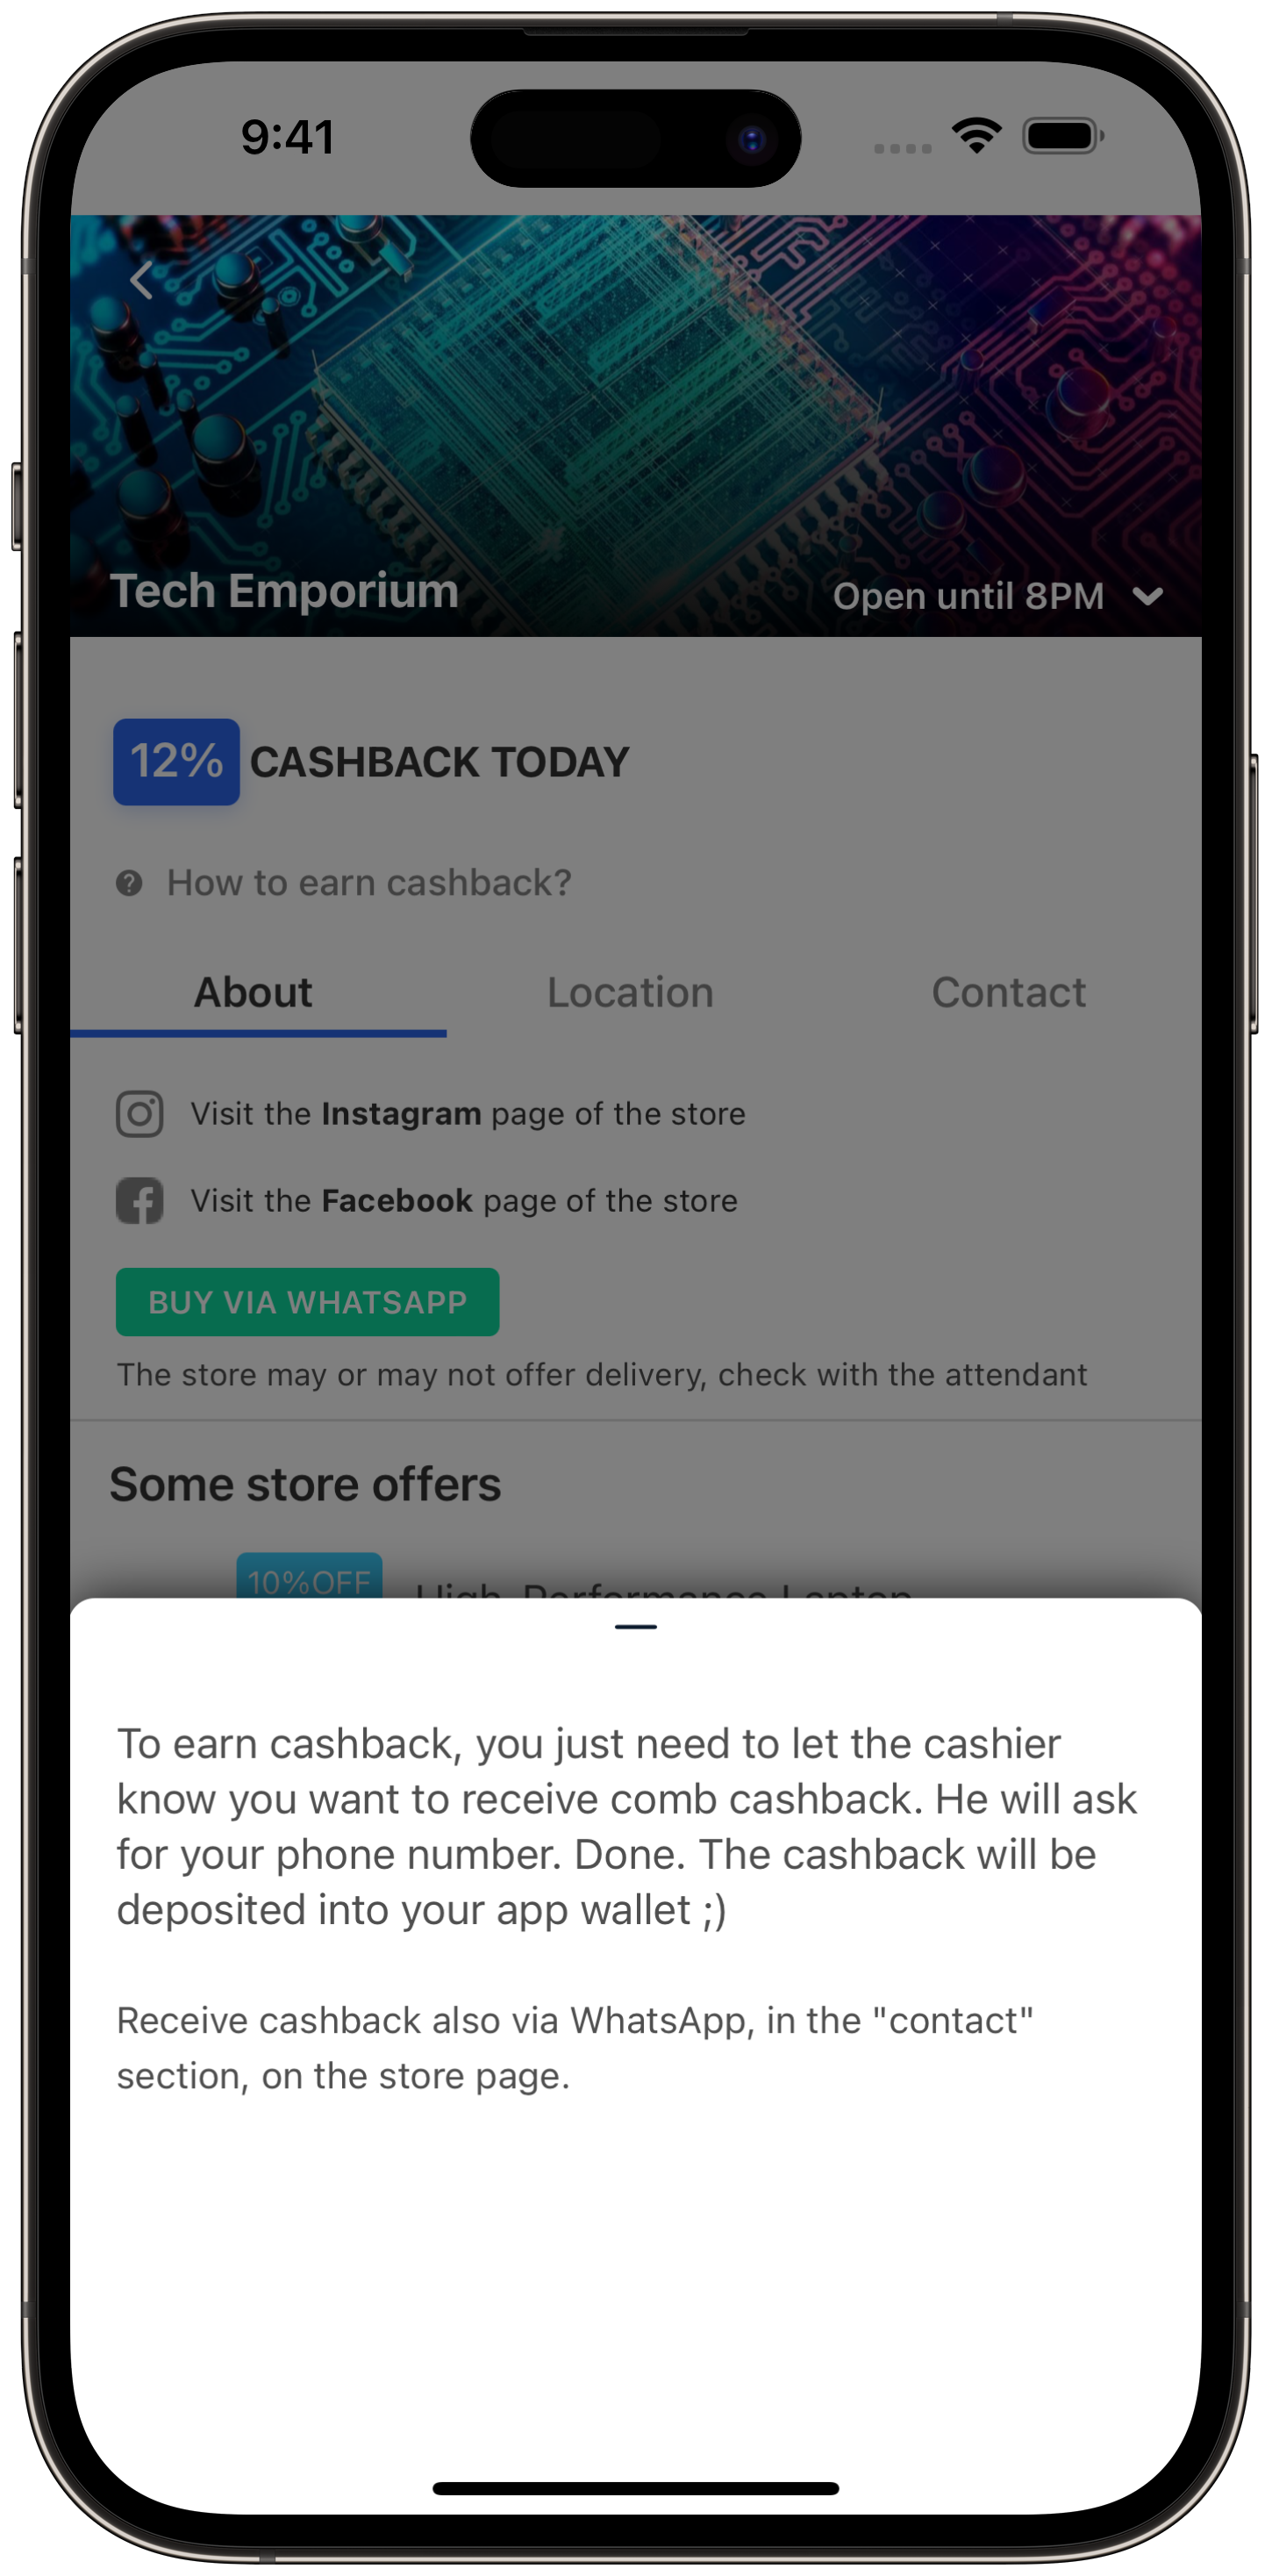 9:41
Tech Emporium
Open until 8PM
12% CASHBACK TODAY
How to earn cashback?
About Location Contact
Visit the Instagram page of the store
Visit the Facebook page of the store
BUY VIA WHATSAPP
The store may or may not offer delivery, check with the attendant
Some store offers
10%OFF
High-Performance Laptop
To earn cashback, you just need to let the cashier
know you want to receive comb cashback. He will ask
for your phone number. Done. The cashback will be
deposited into your app wallet ;)
Receive cashback also via WhatsApp, in the "contact"
section, on the store page.